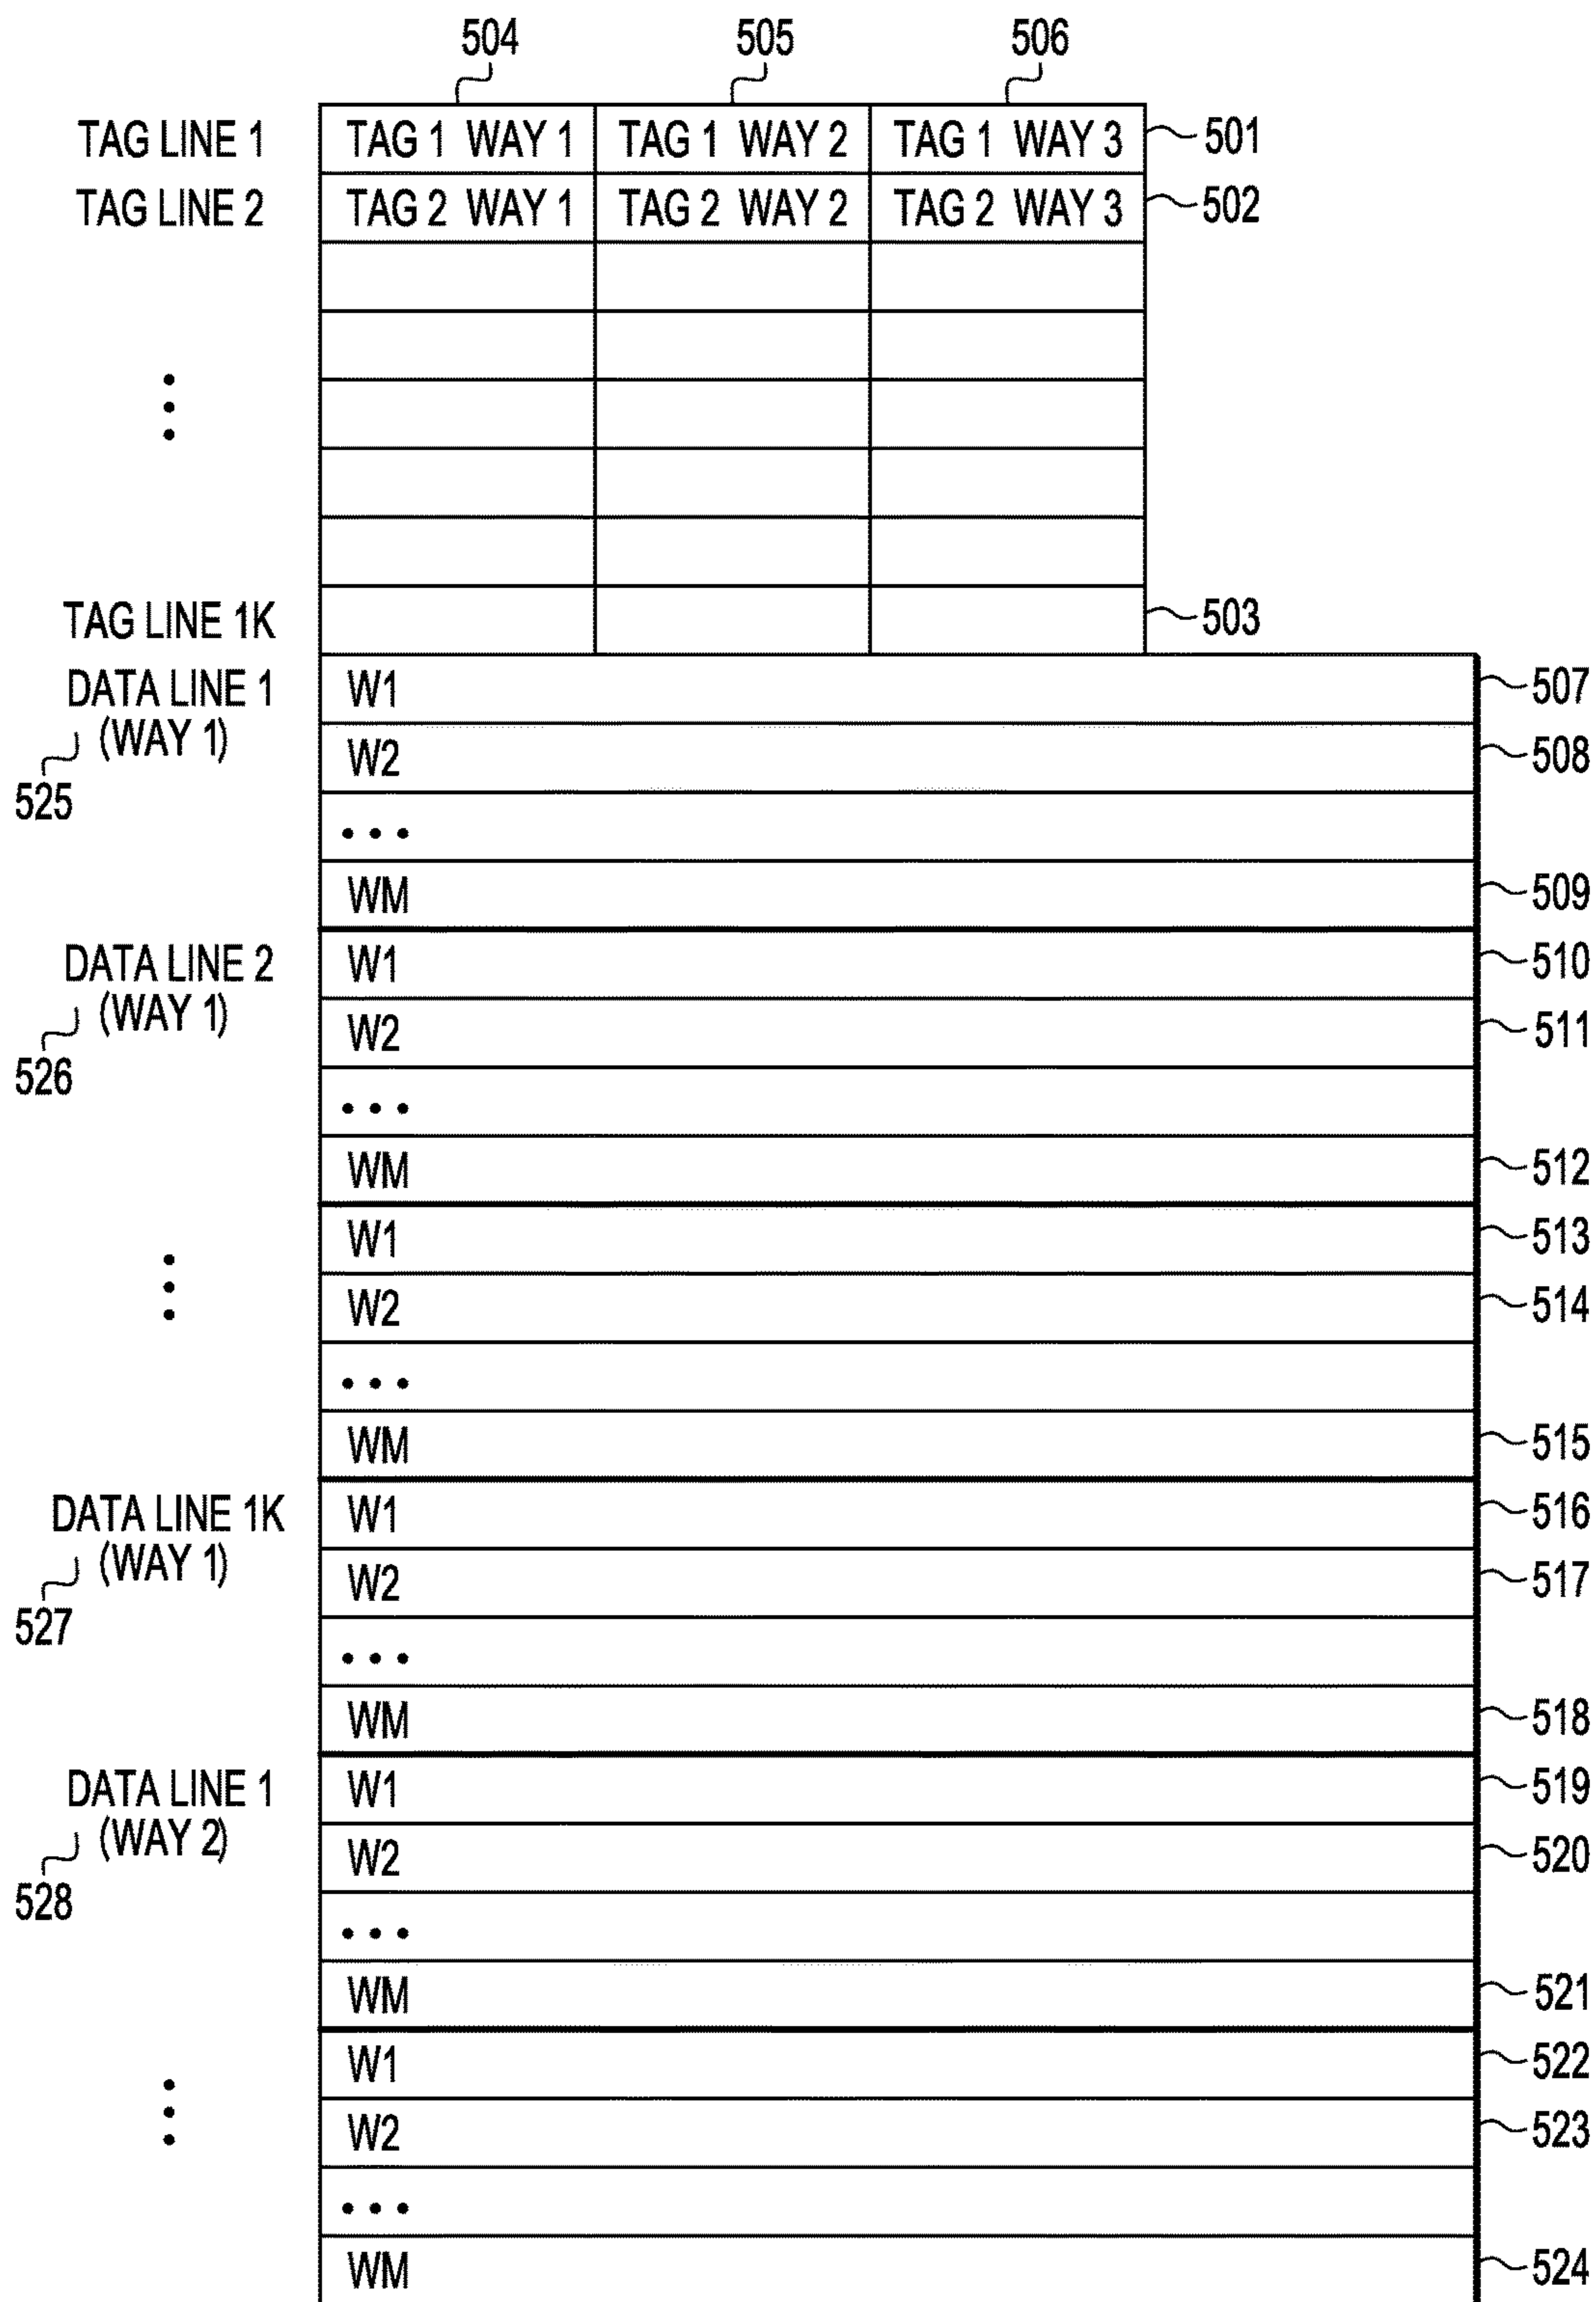 504 505 506
TAG LINE 1 TAG 1 WAY 1 TAG 1 WAY 2 TAG 1 WAY 3 501
TAG LINE 2 TAG 2 WAY 1 TAG 2 WAY 2 TAG 2 WAY 3 502
TAG LINE 1K 503
DATA LINE 1 W1 507
(WAY 1) W2 508
525
• • •
WM 509
DATA LINE 2 W1 510
(WAY 1) W2 511
526
• • •
WM 512
W1 513
W2 514
• • •
WM 515
DATA LINE 1K W1 516
(WAY 1) W2 517
527
• • •
WM 518
DATA LINE 1 W1 519
(WAY 2) W2 520
528
• • •
WM 521
W1 522
W2 523
• • •
WM 524